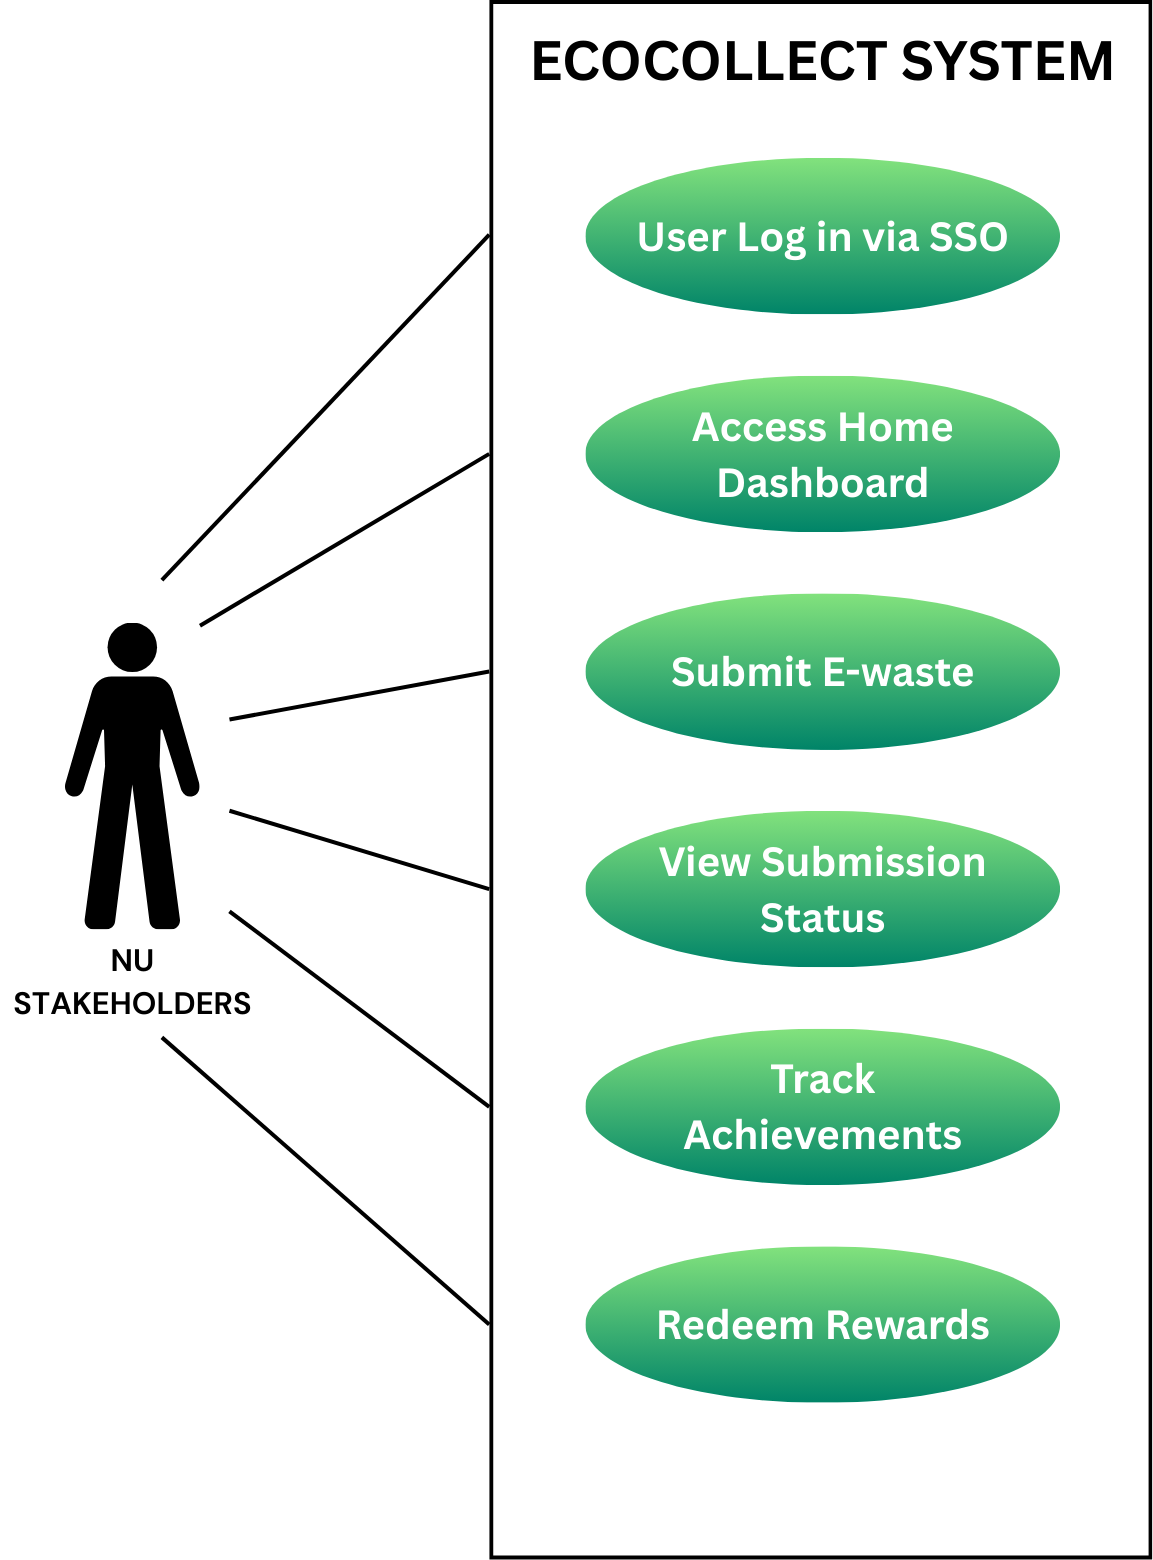 ECOCOLLECT SYSTEM
User Log in via SSO
Access Home
Dashboard
Submit E-waste
View Submission
Status
Track
Achievements
Redeem Rewards
NU
STAKEHOLDERS